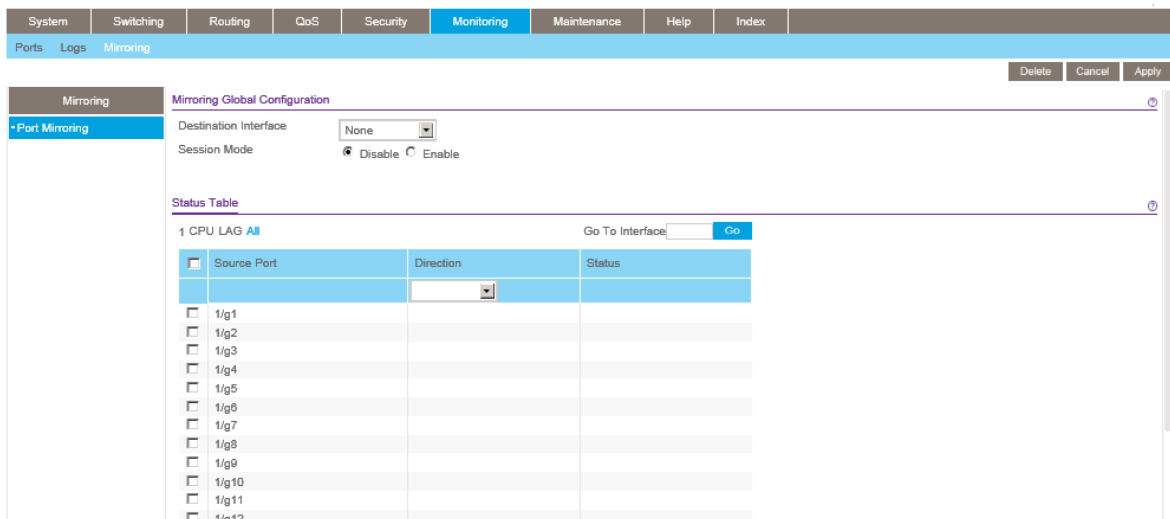 System Switching Routing QoS Security Monitoring Maintenance Help Index
Ports Logs Mirroring
Delete Cancel Apply
Mirroring
Port Mirroring
Mirroring Global Configuration
Destination Interface None
Session Mode Disable Enable
Status Table
1 CPU LAG All Go To Interface Go
Source Port Direction Status
1/g1
1/g2
1/g3
1/g4
1/g5
1/g6
1/g7
1/g8
1/g9
1/g10
1/g11